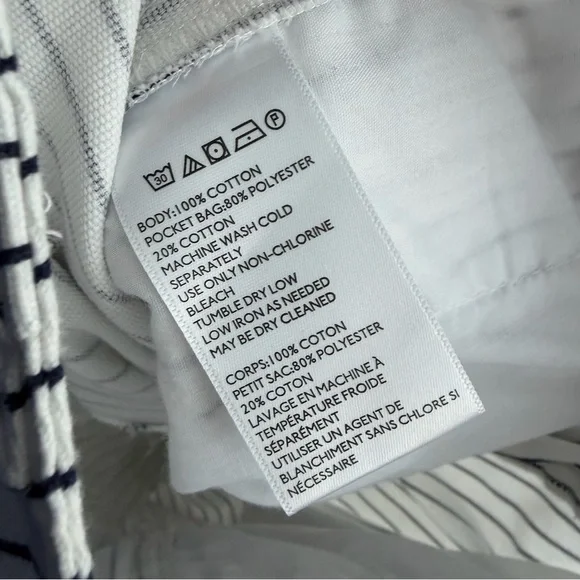 30 P
BODY:100% COTTON
POCKET BAG:80% POLYESTER
20% COTTON
MACHINE WASH COLD
SEPARATELY
USE ONLY NON-CHLORINE
BLEACH
TUMBLE DRY LOW
LOW IRON AS NEEDED
MAY BE DRY CLEANED
CORPS:100% COTON
PETIT SAC:80% POLYESTER
20% COTON
LAVAGE EN MACHINE À
TEMPÉRATURE FROIDE
SÉPARÉMENT
UTILISER UN AGENT DE
BLANCHIMENT SANS CHLORE SI
NÉCESSAIRE